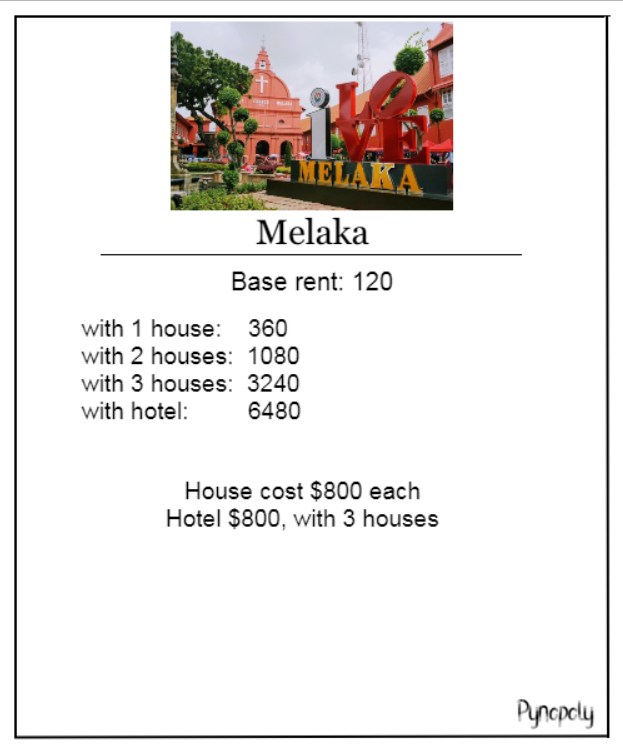 i LOVE
MELAKA
Melaka
Base rent: 120
with 1 house: 360
with 2 houses: 1080
with 3 houses: 3240
with hotel: 6480
House cost $800 each
Hotel $800, with 3 houses
Pynopoly